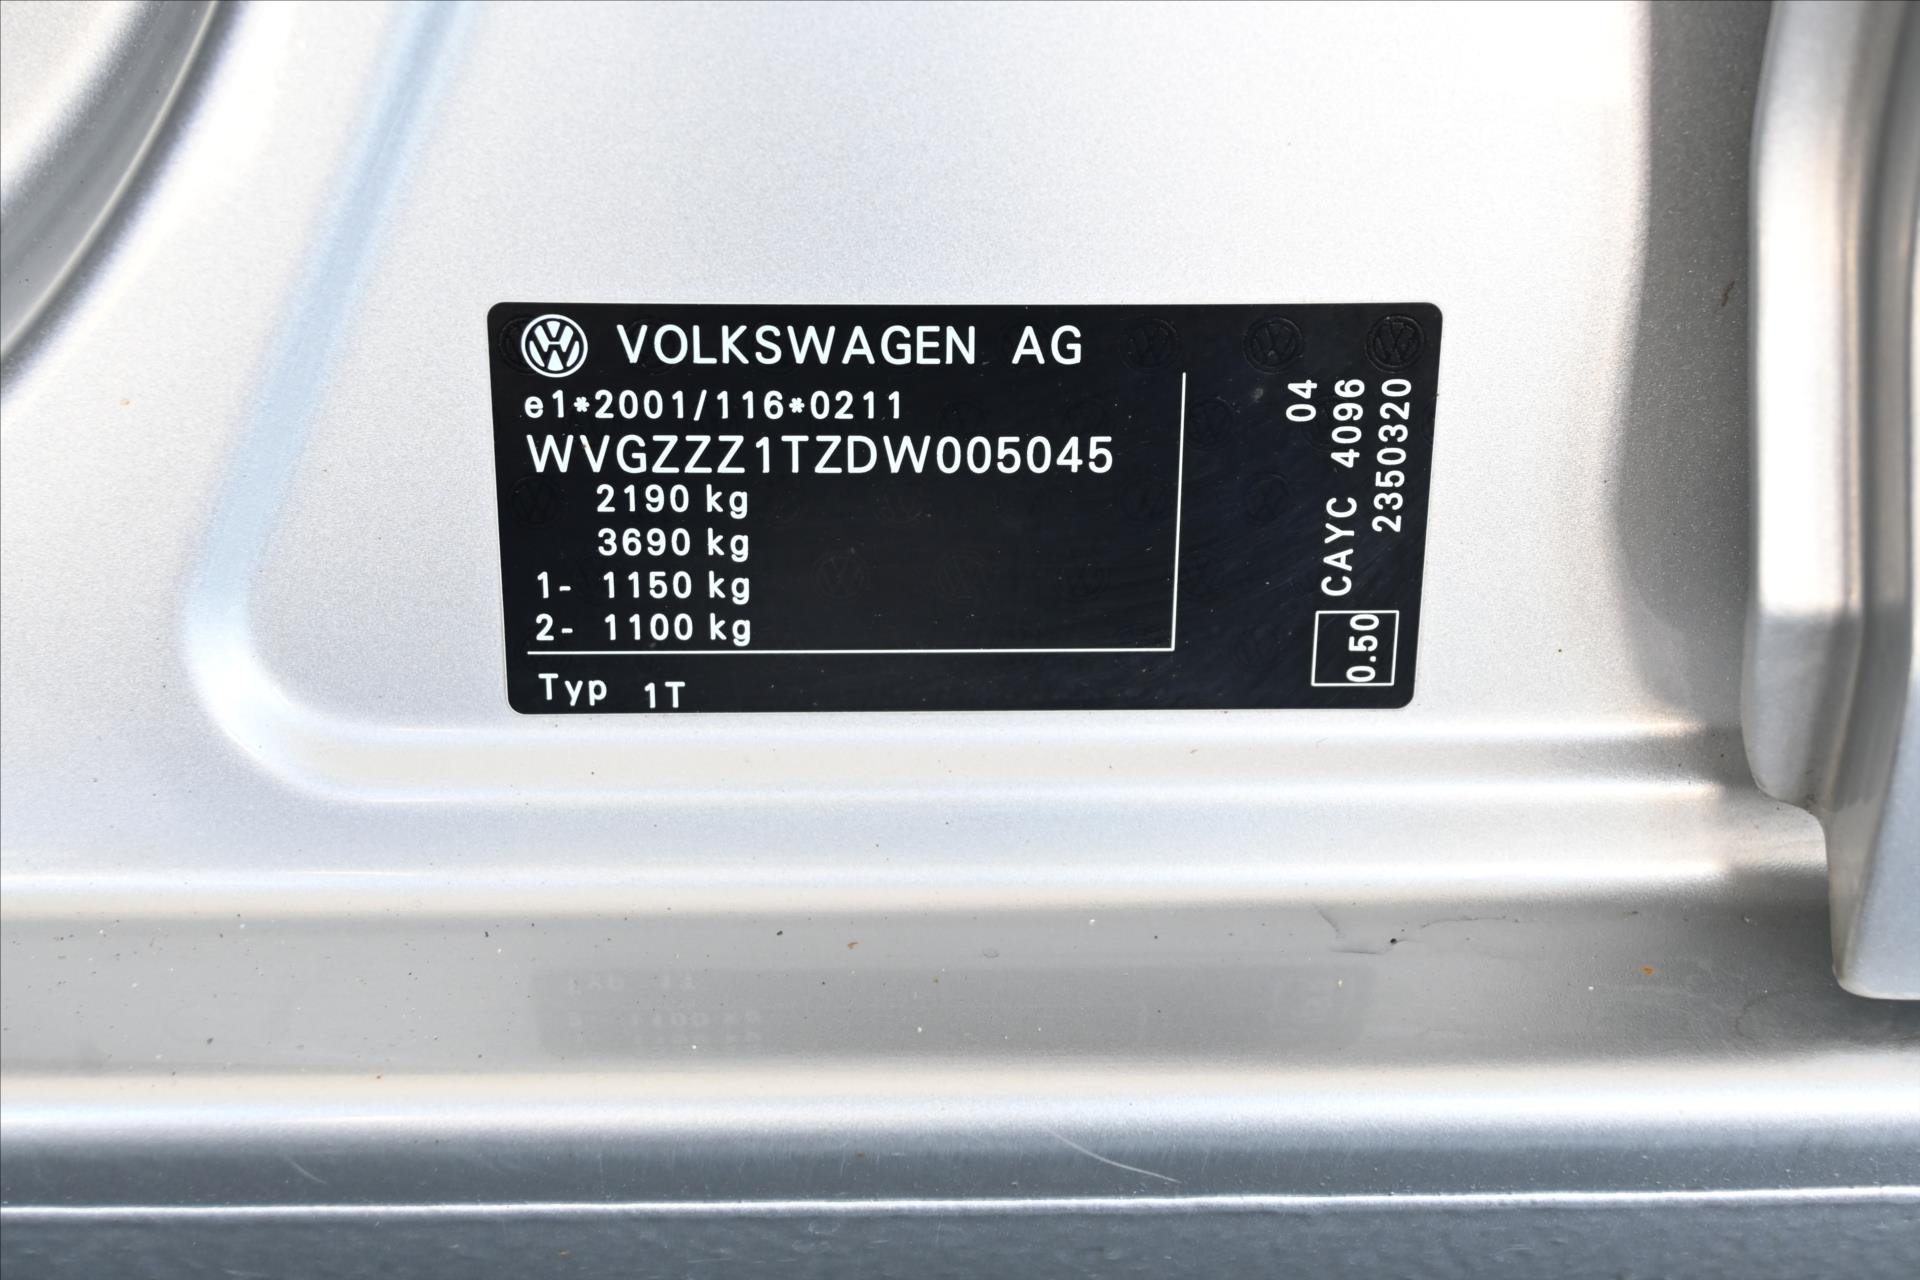 VOLKSWAGEN AG
e1*2001/116*0211
WVGZZZ1TZDW005045
2190 kg
3690 kg
1- 1150 kg
2- 1100 kg
Typ 1T
04
0.50 CAYC 4096
23503320